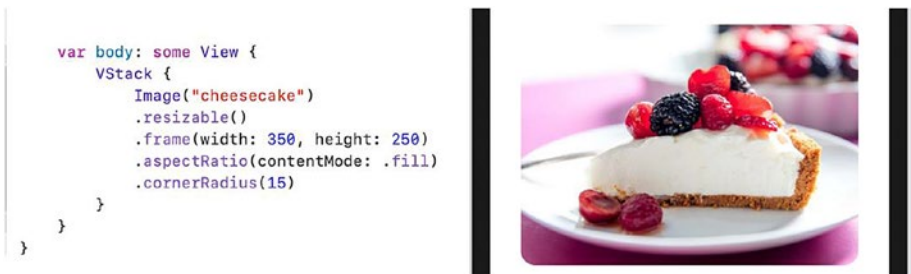 var body: some View {
VStack {
Image("cheesecake")
.resizable()
.frame(width: 350, height: 250)
.aspectRatio(contentMode: .fill)
.cornerRadius(15)
}
}
}